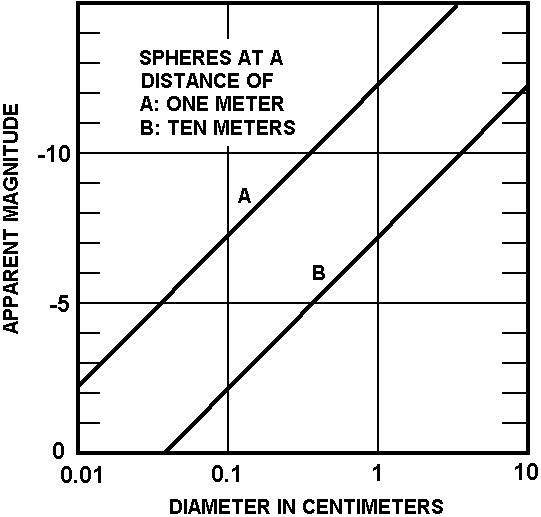 SPHERES AT A
DISTANCE OF
A: ONE METER
B: TEN METERS
APPARENT MAGNITUDE
-10
A
B
-5
0
0.01
0.1
1
10
DIAMETER IN CENTIMETERS